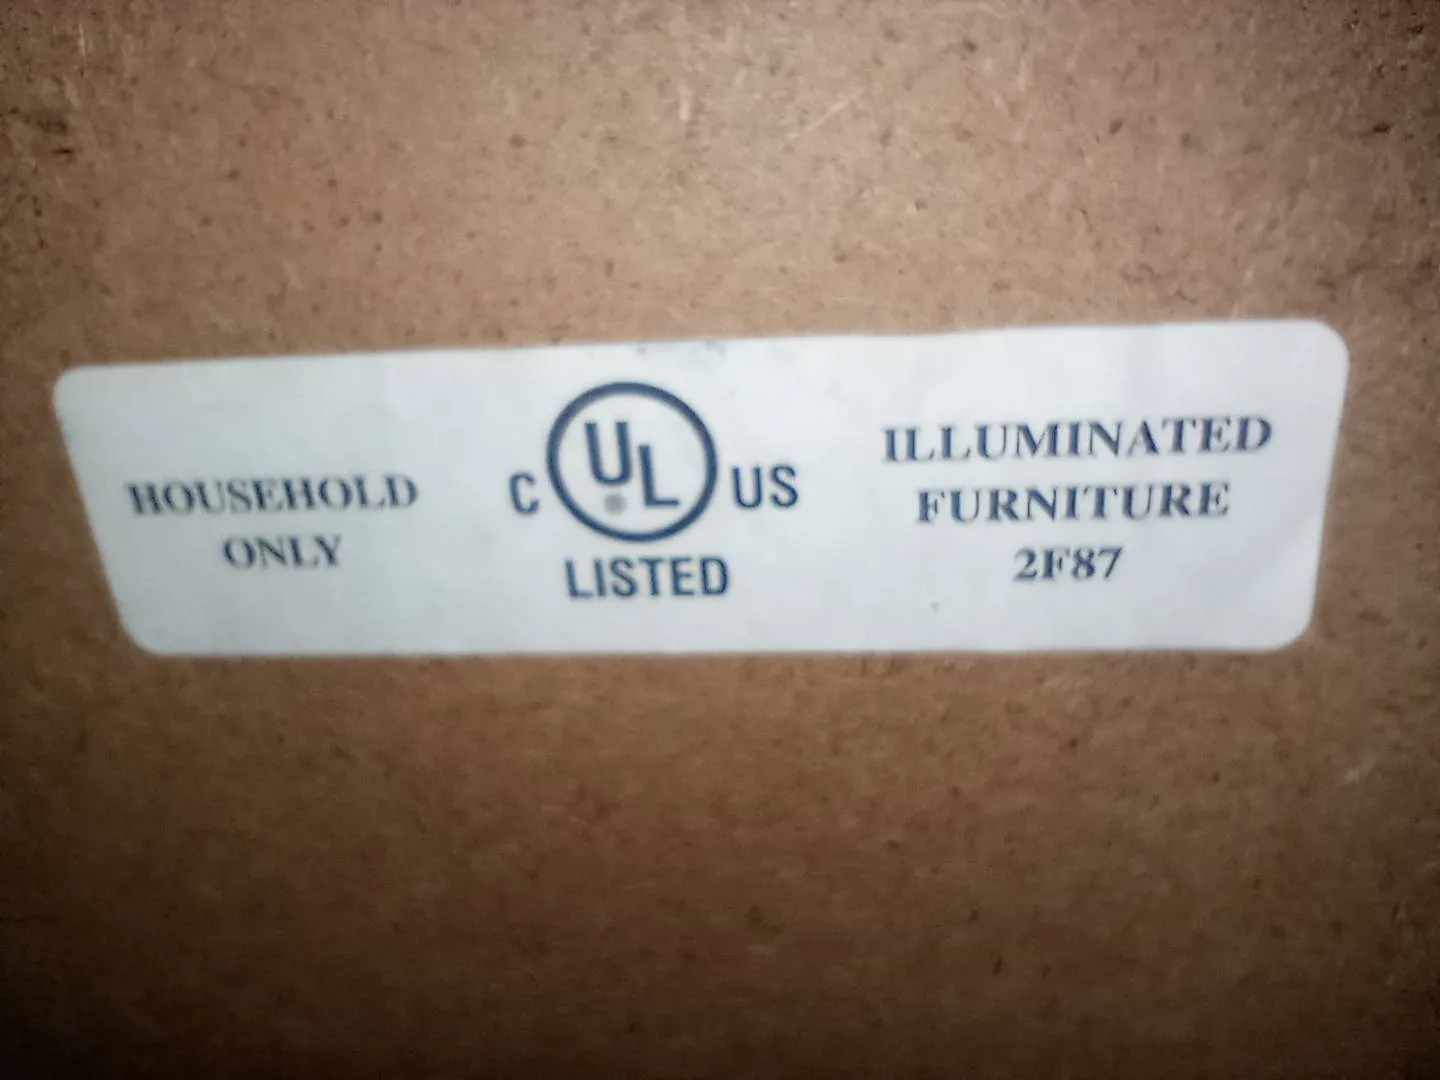 HOUSEHOLD
ONLY
C UL® US
LISTED
ILLUMINATED
FURNITURE
2F87